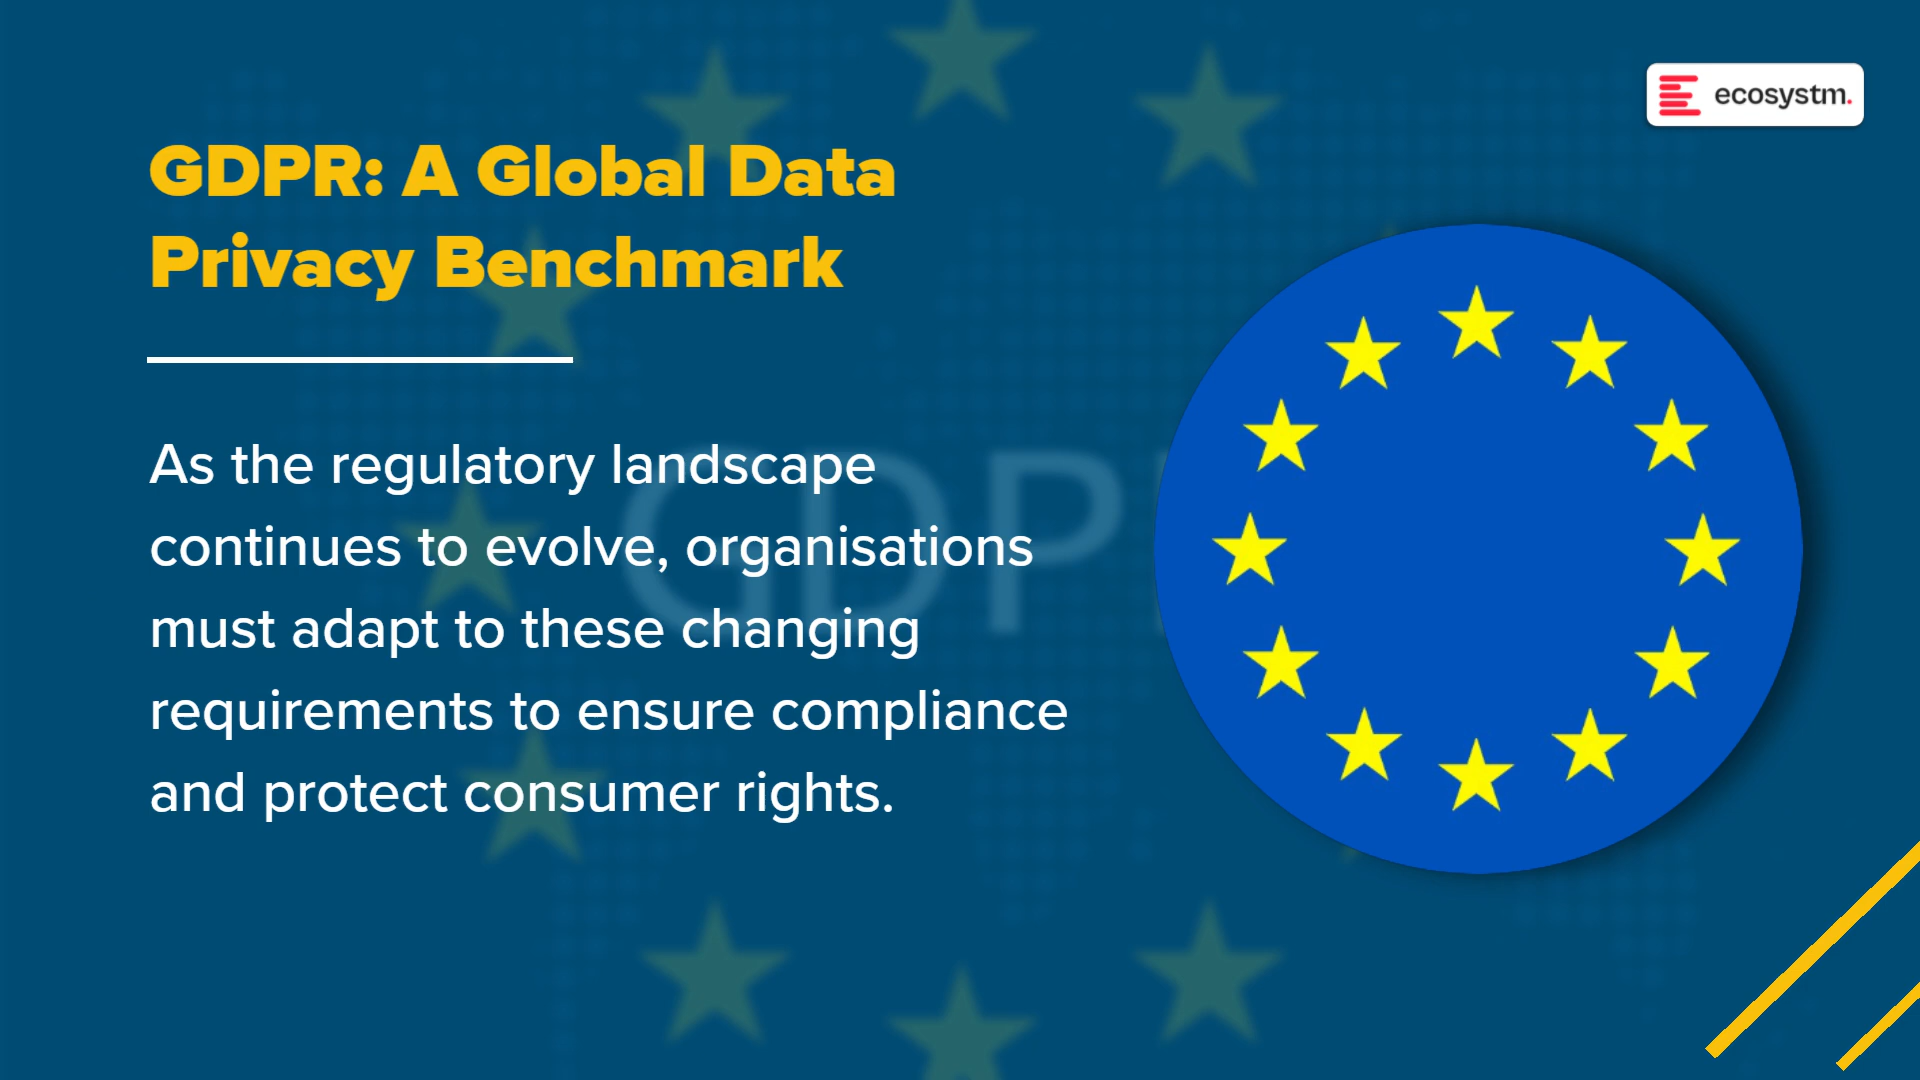 ecosystm.
GDPR: A Global Data
Privacy Benchmark
As the regulatory landscape
continues to evolve, organisations
must adapt to these changing
requirements to ensure compliance
and protect consumer rights.
GDP